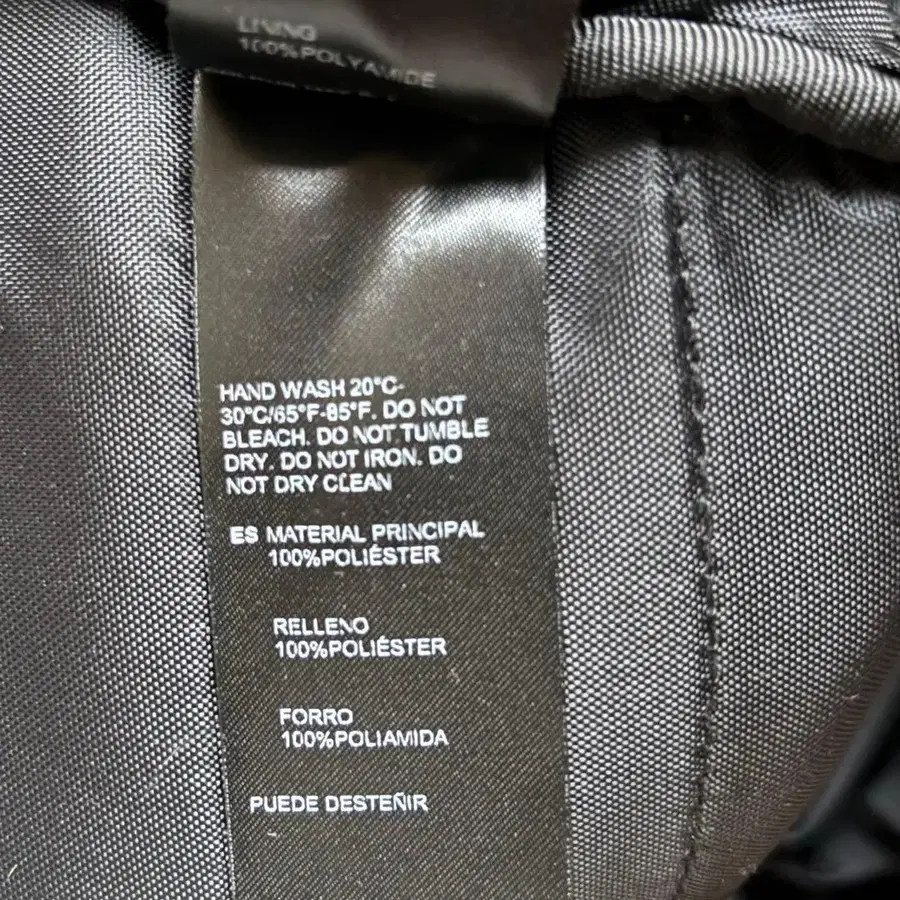 LIVING
100%POLYAMIDE
HAND WASH 20°C-
30°C/65°F-85°F. DO NOT
BLEACH. DO NOT TUMBLE
DRY. DO NOT IRON. DO
NOT DRY CLEAN
ES MATERIAL PRINCIPAL
100%POLIÉSTER
RELLENO
100%POLIÉSTER
FORRO
100%POLIAMIDA
PUEDE DESTEÑIR